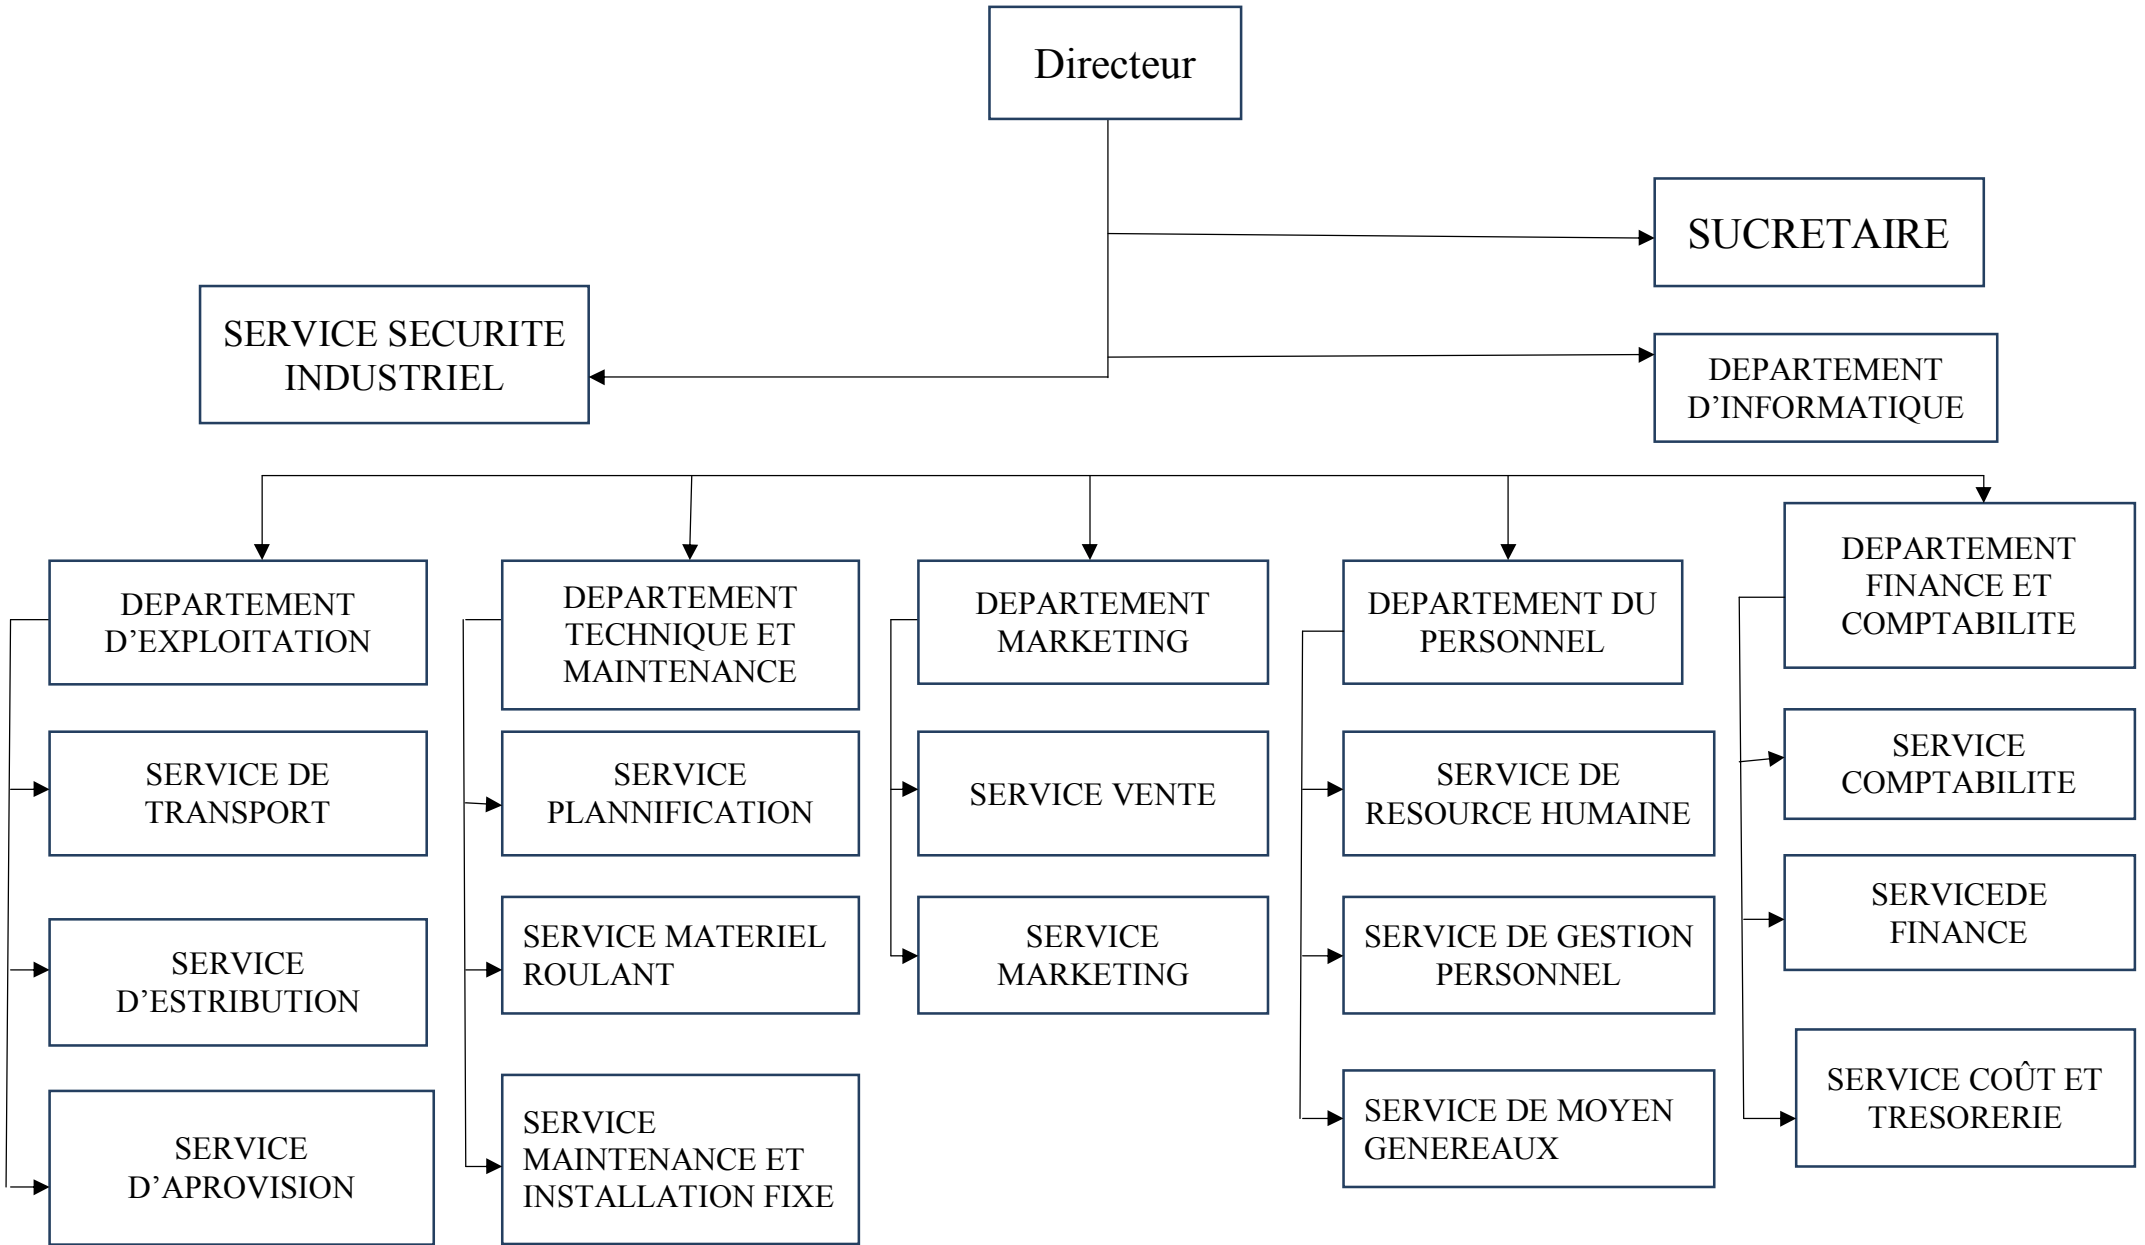 Directeur
SUCRETAIRE
SERVICE SECURITE
INDUSTRIEL
DEPARTEMENT
D’INFORMATIQUE
DEPARTEMENT
D’EXPLOITATION
SERVICE DE
TRANSPORT
SERVICE
D’ESTRIBUTION
SERVICE
D’APROVISION
DEPARTEMENT
TECHNIQUE ET
MAINTENANCE
SERVICE
PLANNIFICATION
SERVICE MATERIEL
ROULANT
SERVICE
MAINTENANCE ET
INSTALLATION FIXE
DEPARTEMENT
MARKETING
SERVICE VENTE
SERVICE
MARKETING
DEPARTEMENT DU
PERSONNEL
SERVICE DE
RESOURCE HUMAINE
SERVICE DE GESTION
PERSONNEL
SERVICE DE MOYEN
GENEREAUX
DEPARTEMENT
FINANCE ET
COMPTABILITE
SERVICE
COMPTABILITE
SERVICEDE
FINANCE
SERVICE COÛT ET
TRESORERIE